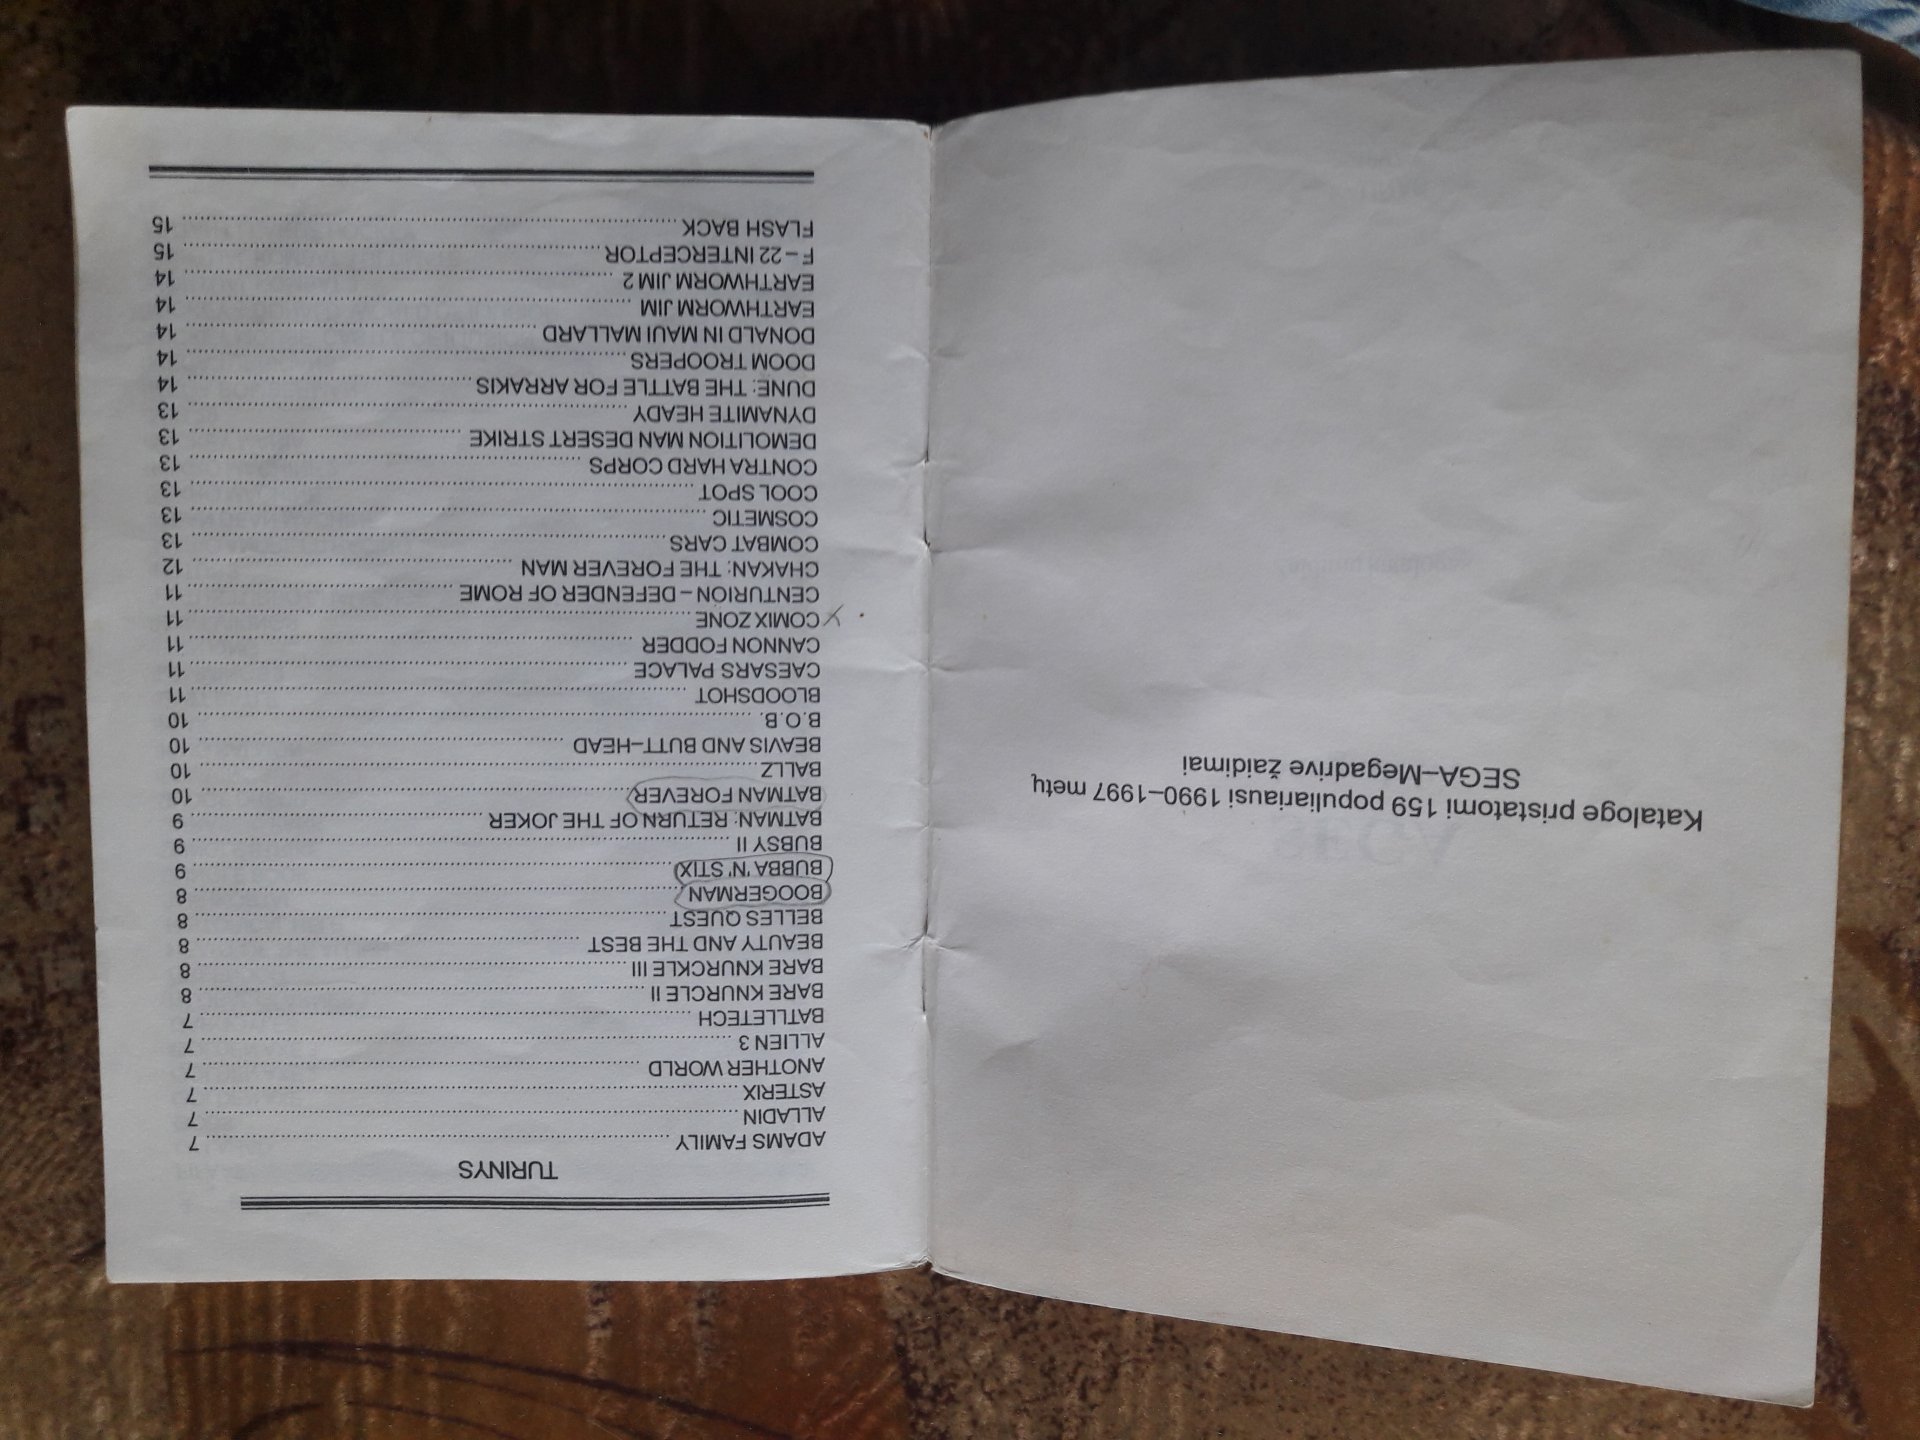 Kataloge pristatomi 159 populiariausi 1990–1997 metų
SEGA–Megadrive žaidimai
TURINYS
ADAMS FAMILY 7
ALLADIN 7
ASTERIX 7
ANOTHER WORLD 7
ALLIEN 3 7
BATLLETECH 7
BARE KNURCLE II 8
BARE KNURCKLE III 8
BEAUTY AND THE BEST 8
BELLES QUEST 8
BOOGERMAN 8
BUBBA 'N' STIX 9
BUBSY II 9
BATMAN: RETURN OF THE JOKER 9
BATMAN FOREVER 10
BALLZ 10
BEAVIS AND BUTT–HEAD 10
B.O.B. 10
BLOODSHOT 11
CAESARS PALACE 11
CANNON FODDER 11
COMIX ZONE 11
CENTURION – DEFENDER OF ROME 11
CHAKAN: THE FOREVER MAN 12
COMBAT CARS 13
COSMETIC 13
COOL SPOT 13
CONTRA HARD CORPS 13
DEMOLITION MAN DESERT STRIKE 13
DYNAMITE HEADY 13
DUNE: THE BATTLE FOR ARRAKIS 14
DOOM TROOPERS 14
DONALD IN MAUI MALLARD 14
EARTHWORM JIM 14
EARTHWORM JIM 2 14
F – 22 INTERCEPTOR 15
FLASH BACK 15